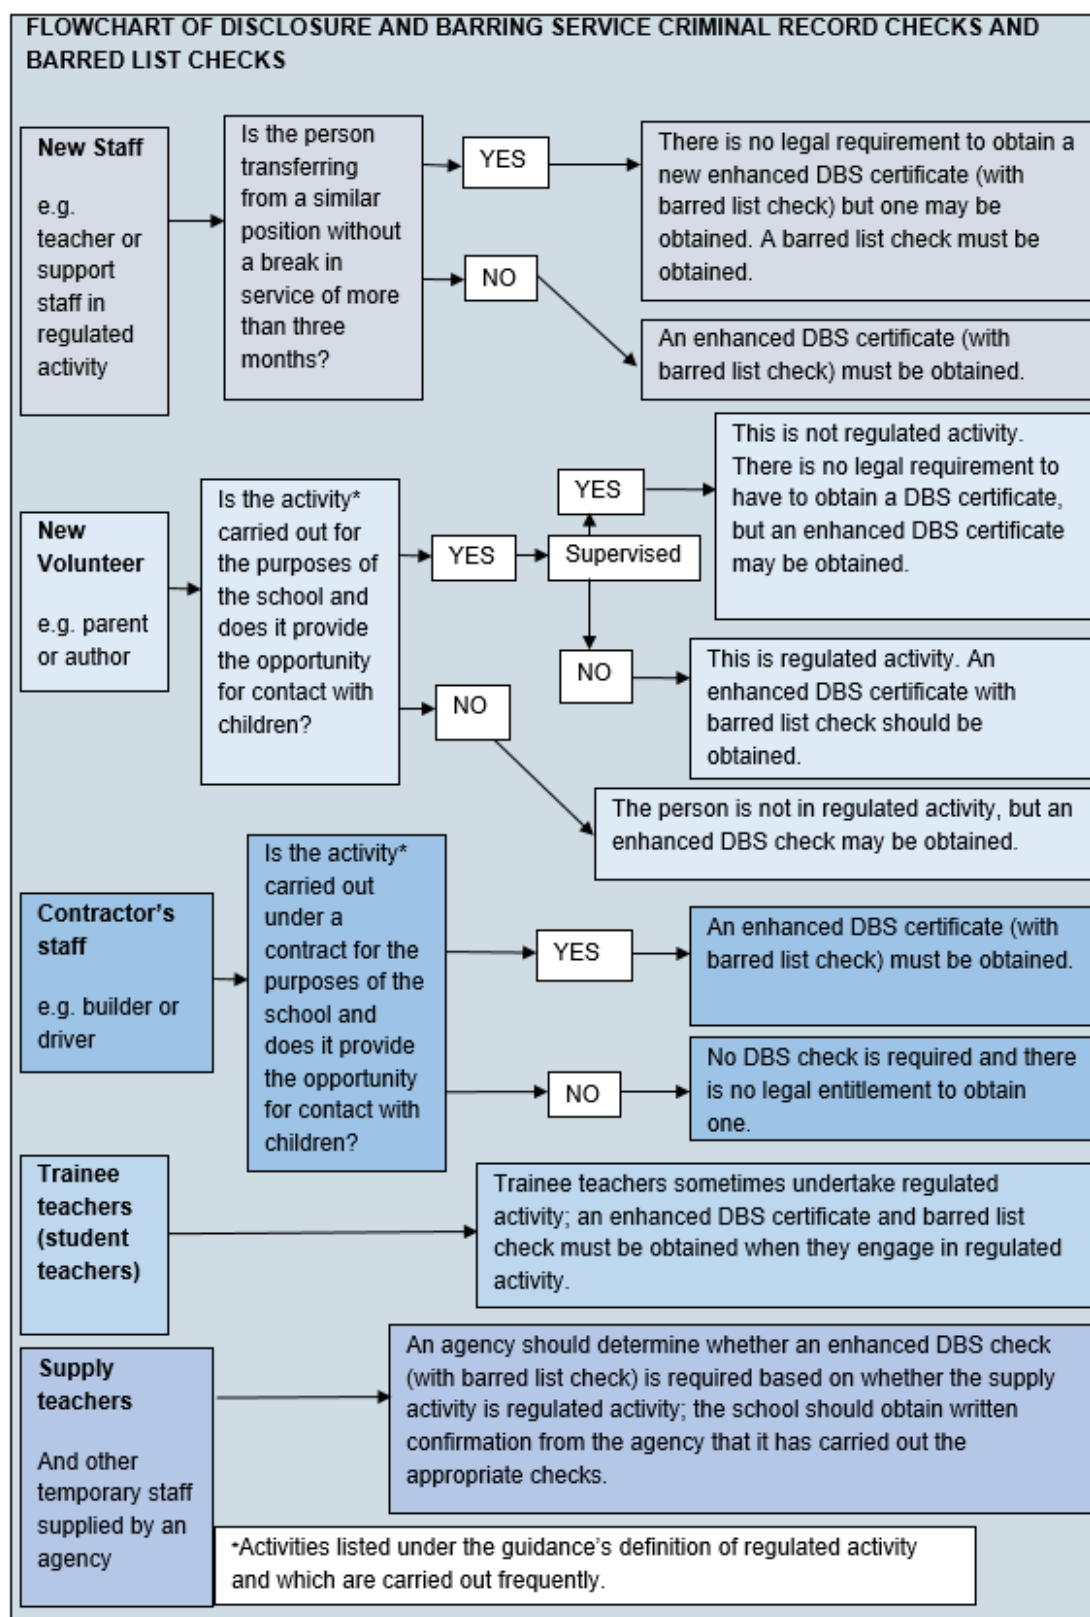 FLOWCHART OF DISCLOSURE AND BARRING SERVICE CRIMINAL RECORD CHECKS AND
BARRED LIST CHECKS
New Staff
e.g.
teacher or
support
staff in
regulated
activity
Is the person
transferring
from a similar
position without
a break in
service of more
than three
months?
YES
There is no legal requirement to obtain a
new enhanced DBS certificate (with
barred list check) but one may be
obtained. A barred list check must be
obtained.
NO
An enhanced DBS certificate (with
barred list check) must be obtained.
New
Volunteer
e.g. parent
or author
Is the activity*
carried out for
the purposes of
the school and
does it provide
the opportunity
for contact with
children?
YES
Supervised
YES
This is not regulated activity.
There is no legal requirement to
have to obtain a DBS certificate,
but an enhanced DBS certificate
may be obtained.
NO
This is regulated activity. An
enhanced DBS certificate with
barred list check should be
obtained.
NO
The person is not in regulated activity, but an
enhanced DBS check may be obtained.
Contractor's
staff
e.g. builder or
driver
Is the activity*
carried out
under a
contract for the
purposes of the
school and
does it provide
the opportunity
for contact with
children?
YES
An enhanced DBS certificate (with
barred list check) must be obtained.
NO
No DBS check is required and there
is no legal entitlement to obtain
one.
Trainee
teachers
(student
teachers)
Trainee teachers sometimes undertake regulated
activity; an enhanced DBS certificate and barred list
check must be obtained when they engage in regulated
activity.
Supply
teachers
And other
temporary staff
supplied by an
agency
An agency should determine whether an enhanced DBS check
(with barred list check) is required based on whether the supply
activity is regulated activity; the school should obtain written
confirmation from the agency that it has carried out the
appropriate checks.
*Activities listed under the guidance's definition of regulated activity
and which are carried out frequently.